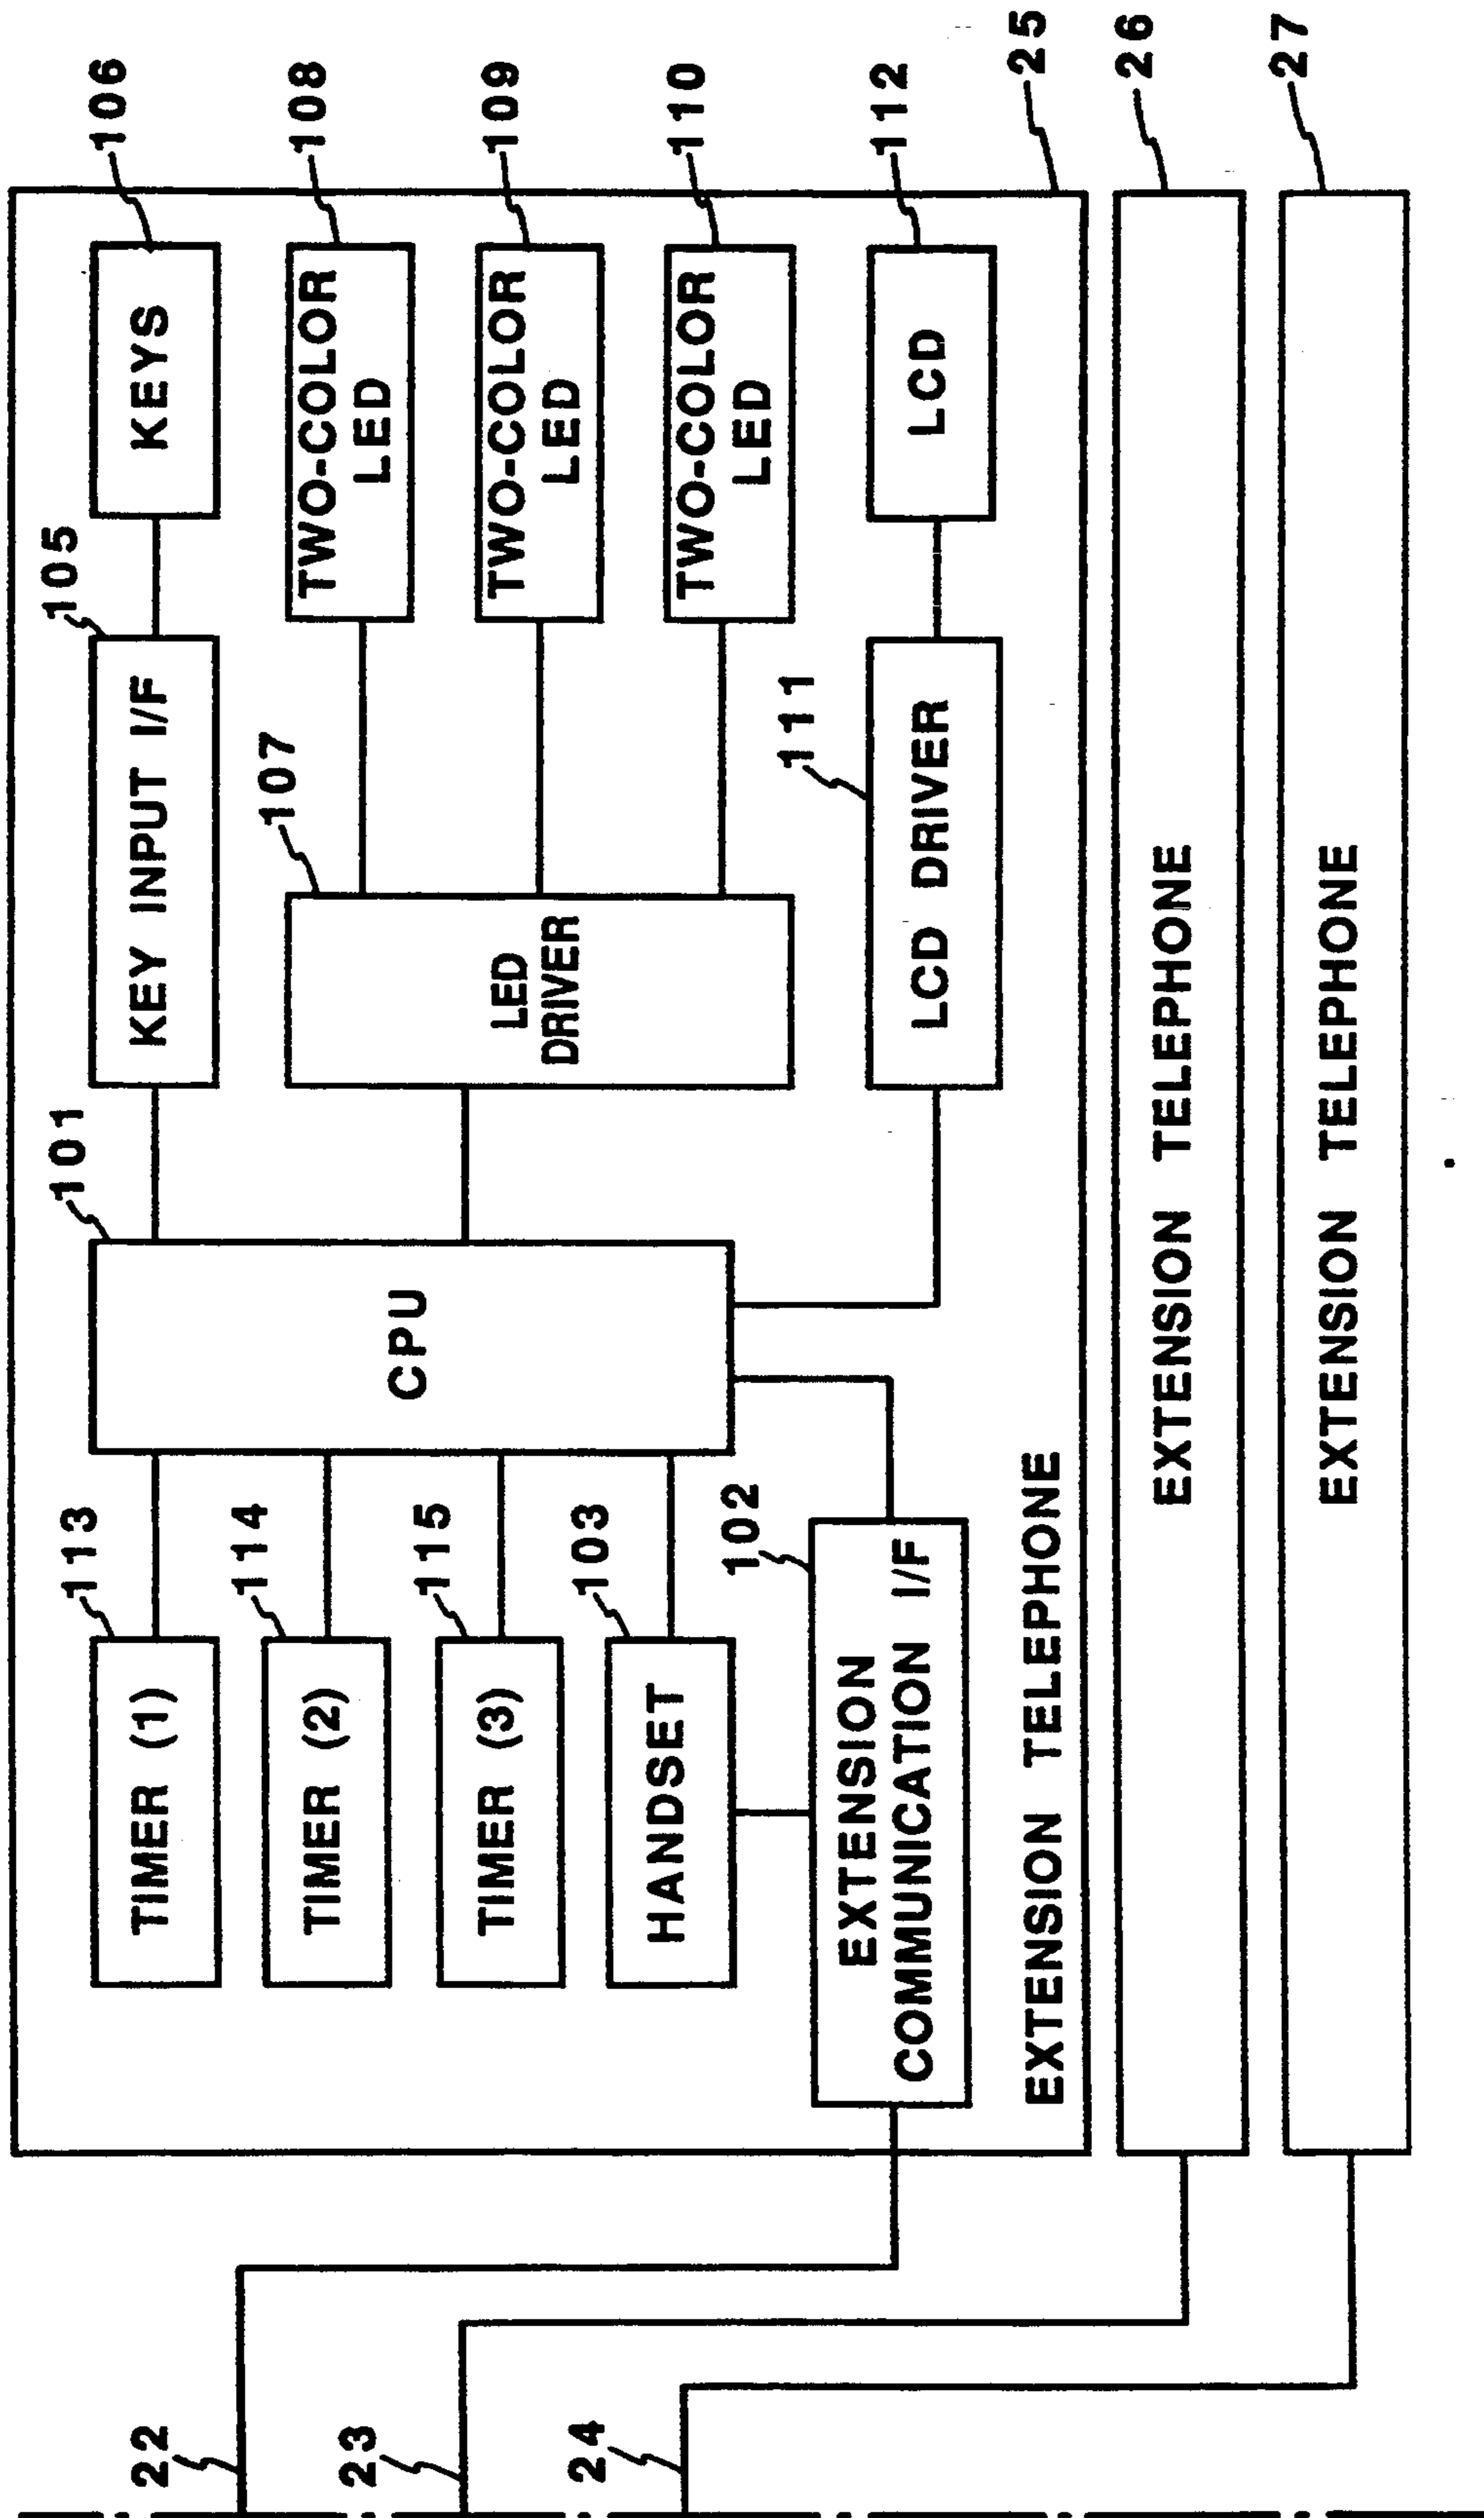 106
108
109
110
112
25
26
27
KEYS
TWO-COLOR
LED
TWO-COLOR
LED
TWO-COLOR
LED
LCD
105
KEY INPUT I/F
107
LED
DRIVER
111
LCD DRIVER
101
CPU
113
TIMER (1)
114
TIMER (2)
115
TIMER (3)
103
HANDSET
102
EXTENSION
COMMUNICATION I/F
EXTENSION TELEPHONE
EXTENSION TELEPHONE
EXTENSION TELEPHONE
22
23
24